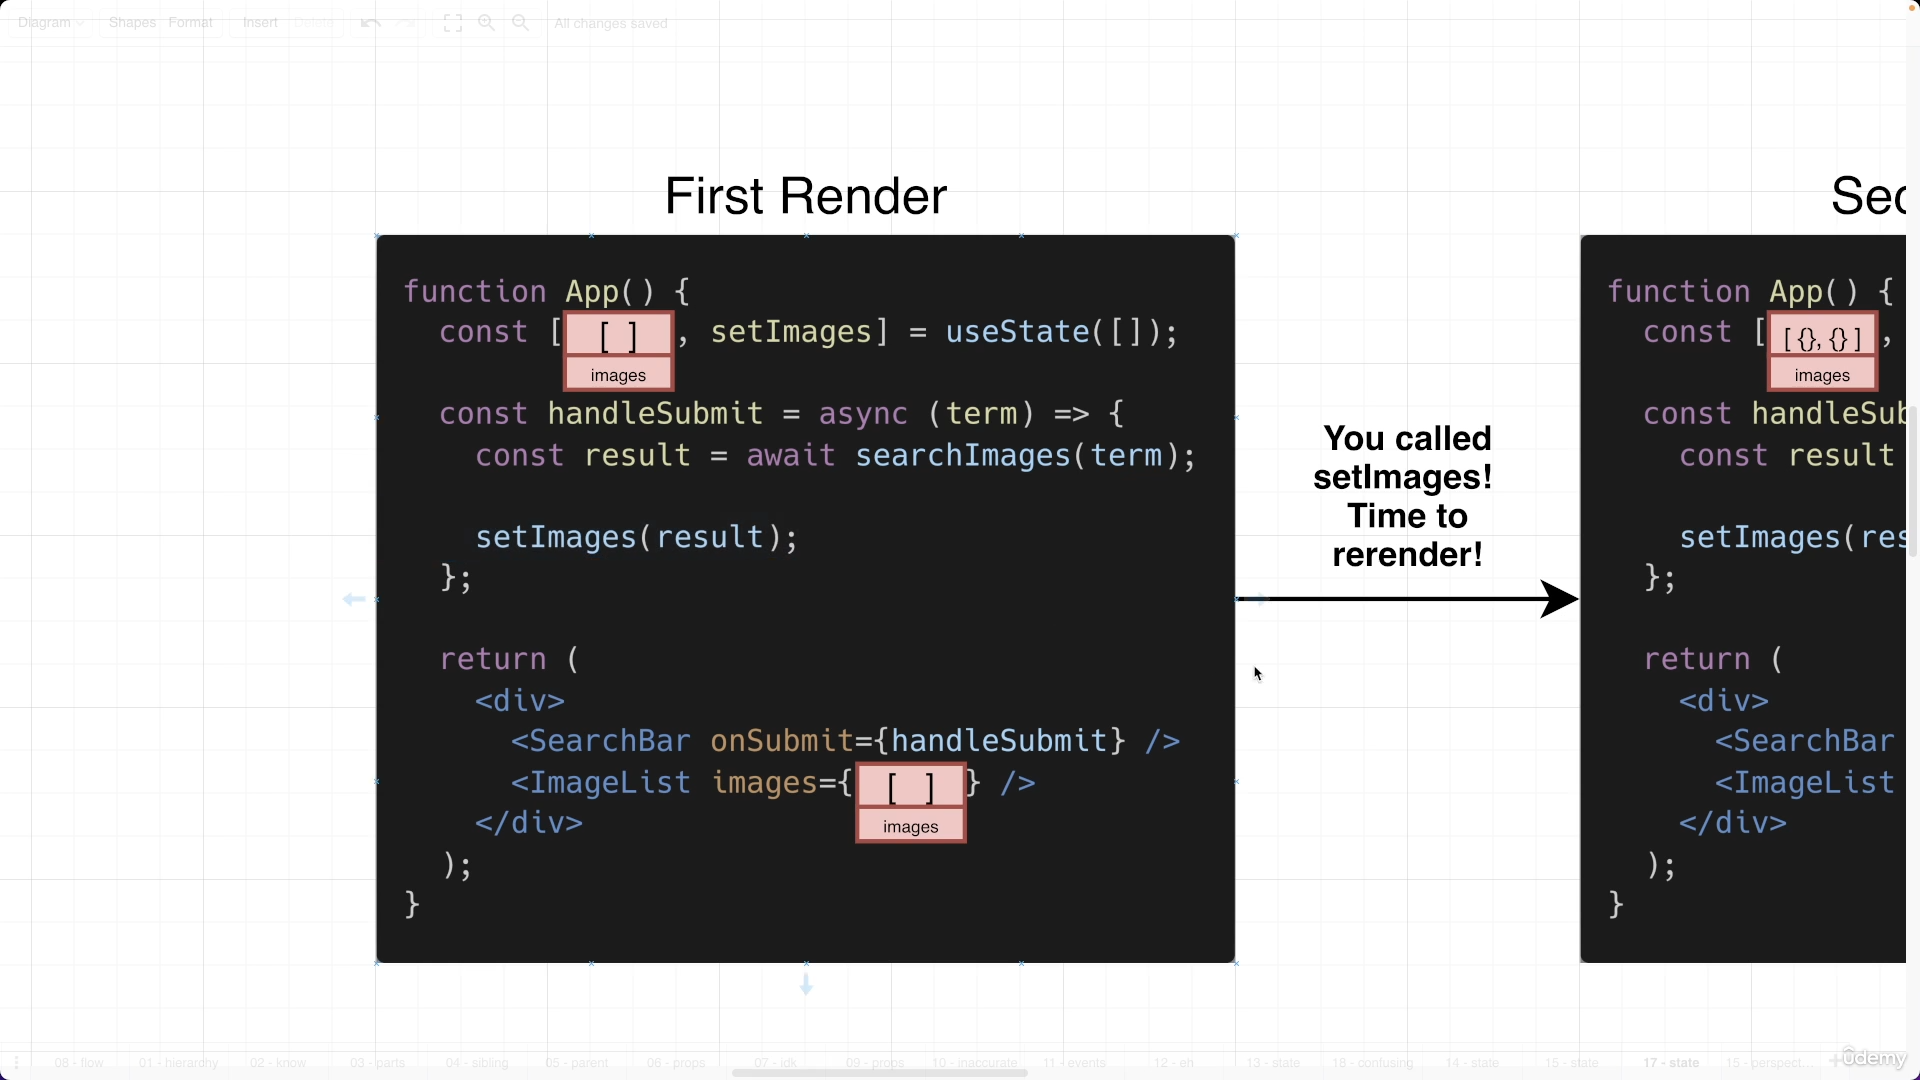 Diagram Shapes Format Insert Delete All changes saved
First Render
Sec
function App() {
const [ [ ] , setImages] = useState([]);
images
const handleSubmit = async (term) => {
const result = await searchImages(term);
setImages(result);
};
return (
<div>
<SearchBar onSubmit={handleSubmit} />
<ImageList images={ [ ] } />
images
</div>
);
}
You called
setImages!
Time to
rerender!
function App() {
const [ [ {}, {} ] ,
images
const handleSub
const result
setImages(res
};
return (
<div>
<SearchBar
<ImageList
</div>
);
}
08 - flow 01 - hierarchy 02 - know 03 - parts 04 - sibling 05 - parent 06 - props 07 - idk 09 - props 10 - inaccurate 11 - events 12 - eh 13 - state 18 - confusing 14 - state 15 - state 17 - state 15 - perspect...
ûdemy